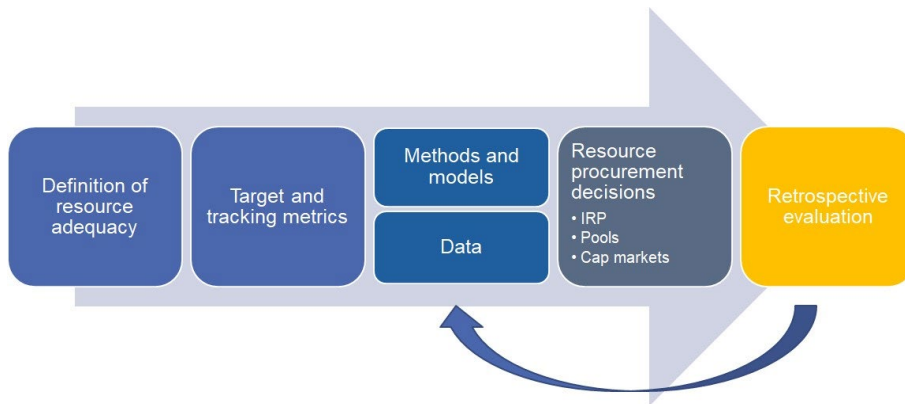 Definition of
resource
adequacy
Target and
tracking metrics
Methods and
models
Data
Resource
procurement
decisions
• IRP
• Pools
• Cap markets
Retrospective
evaluation